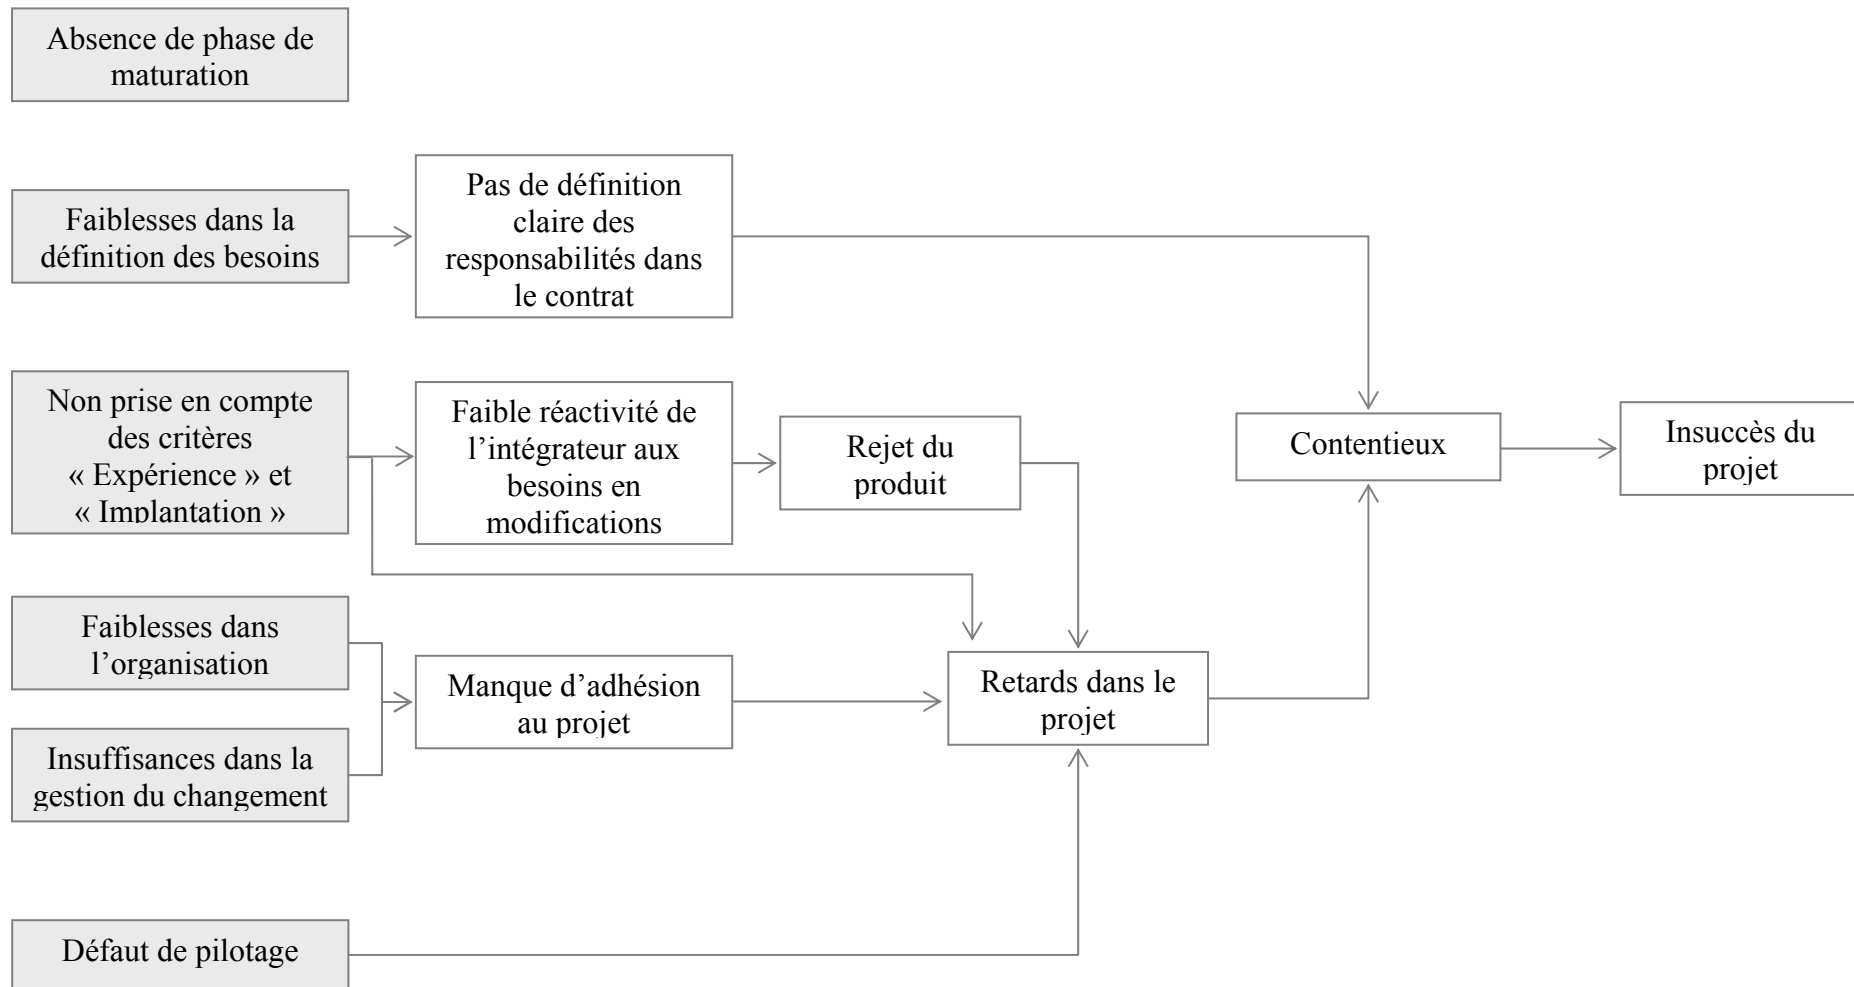 Absence de phase de
maturation
Faiblesses dans la
définition des besoins
Pas de définition
claire des
responsabilités dans
le contrat
Non prise en compte
des critères
« Expérience » et
« Implantation »
Faible réactivité de
l’intégrateur aux
besoins en
modifications
Rejet du
produit
Contentieux
Insuccès du
projet
Faiblesses dans
l’organisation
Insuffisances dans la
gestion du changement
Manque d’adhésion
au projet
Retards dans le
projet
Défaut de pilotage